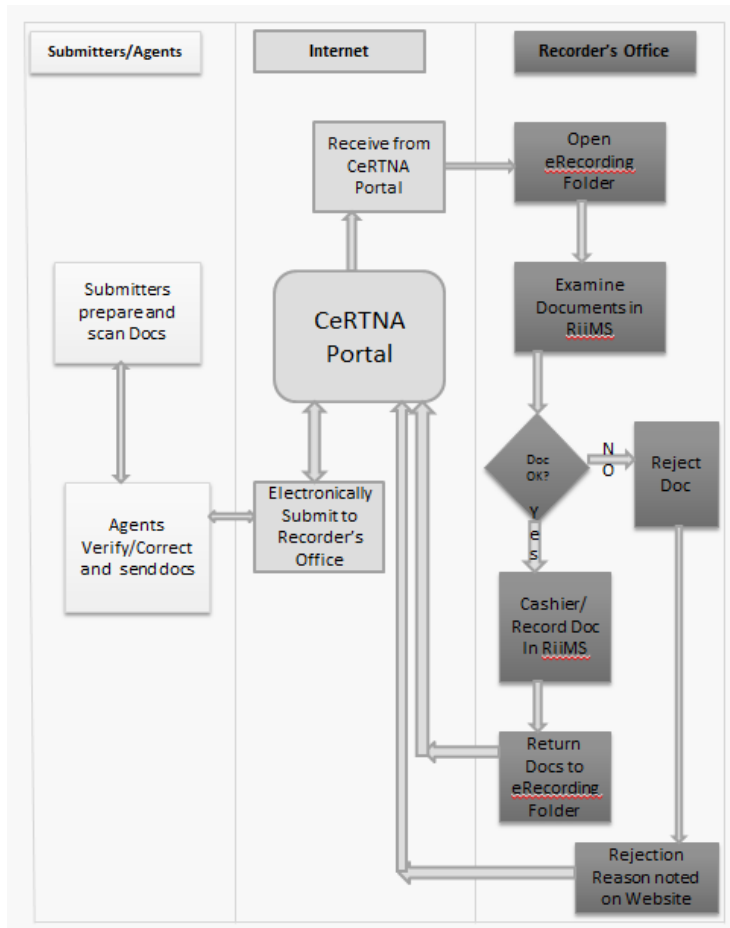 Submitters/Agents
Internet
Recorder's Office
Receive from
CeRTNA
Portal
Open
eRecording
Folder
Submitters
prepare and
scan Docs
CeRTNA
Portal
Examine
Documents in
RiiMS
Doc
OK?
N
O
Reject
Doc
Y
e
s
Agents
Verify/Correct
and send docs
Electronically
Submit to
Recorder's
Office
Cashier/
Record Doc
In RiiMS
Return
Docs to
eRecording
Folder
Rejection
Reason noted
on Website